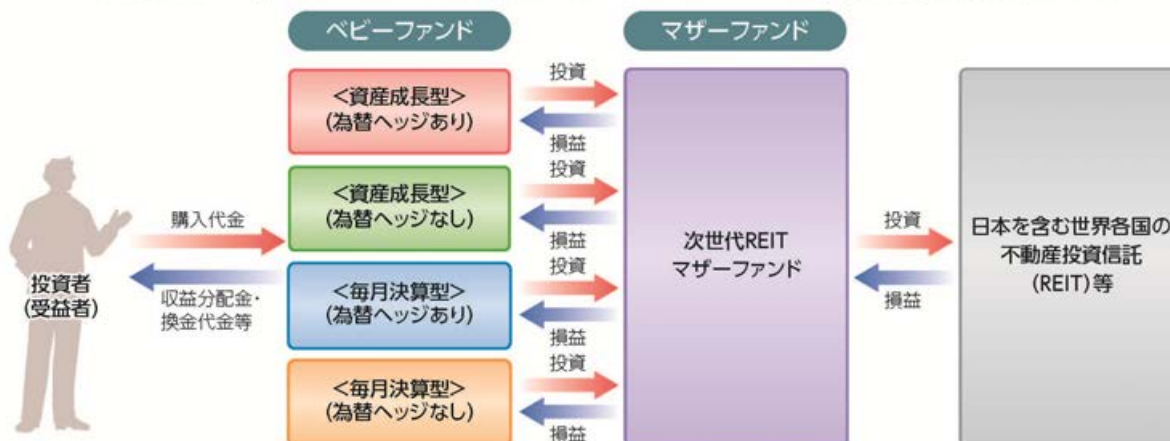 ベビーファンド
マザーファンド
投資者
(受益者)
購入代金
収益分配金・
換金代金等
<資産成長型>
(為替ヘッジあり)
投資
損益
<資産成長型>
(為替ヘッジなし)
投資
損益
<毎月決算型>
(為替ヘッジあり)
投資
損益
<毎月決算型>
(為替ヘッジなし)
投資
損益
次世代REIT
マザーファンド
投資
損益
日本を含む世界各国の
不動産投資信託
(REIT)等